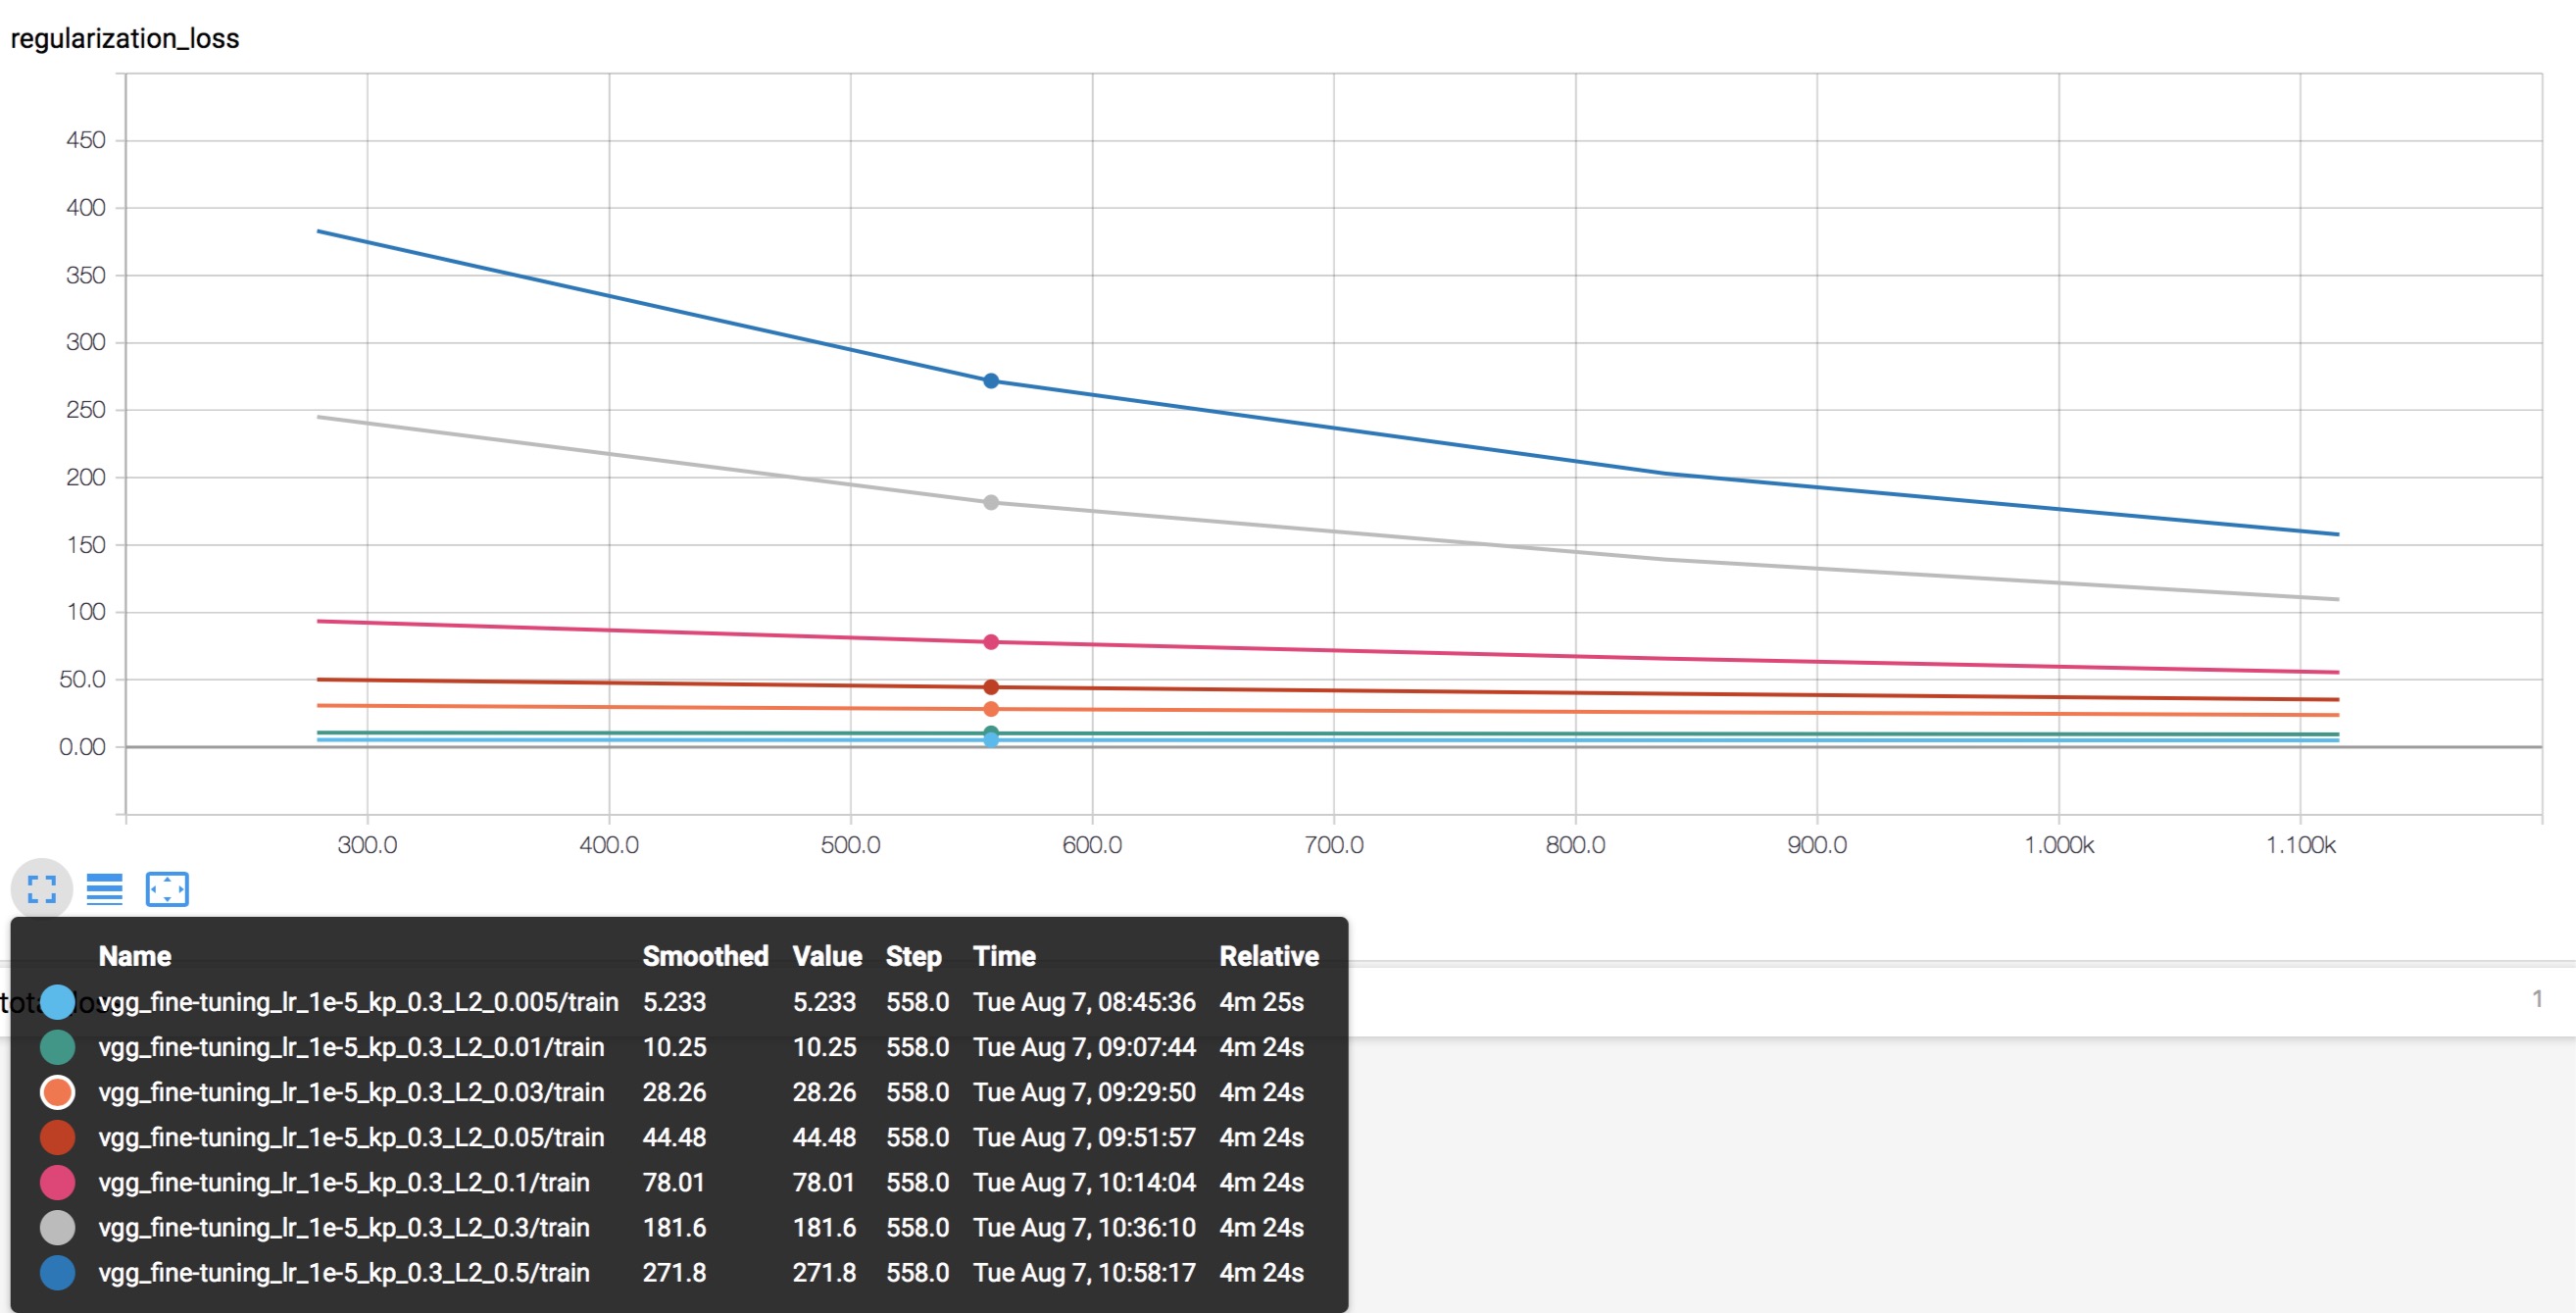 regularization_loss
450
400
350
300
250
200
150
100
50.0
0.00
300.0 400.0 500.0 600.0 700.0 800.0 900.0 1.000k 1.100k
Name Smoothed Value Step Time Relative
vgg_fine-tuning_lr_1e-5_kp_0.3_L2_0.005/train 5.233 5.233 558.0 Tue Aug 7, 08:45:36 4m 25s
1
vgg_fine-tuning_lr_1e-5_kp_0.3_L2_0.01/train 10.25 10.25 558.0 Tue Aug 7, 09:07:44 4m 24s
vgg_fine-tuning_lr_1e-5_kp_0.3_L2_0.03/train 28.26 28.26 558.0 Tue Aug 7, 09:29:50 4m 24s
vgg_fine-tuning_lr_1e-5_kp_0.3_L2_0.05/train 44.48 44.48 558.0 Tue Aug 7, 09:51:57 4m 24s
vgg_fine-tuning_lr_1e-5_kp_0.3_L2_0.1/train 78.01 78.01 558.0 Tue Aug 7, 10:14:04 4m 24s
vgg_fine-tuning_lr_1e-5_kp_0.3_L2_0.3/train 181.6 181.6 558.0 Tue Aug 7, 10:36:10 4m 24s
vgg_fine-tuning_lr_1e-5_kp_0.3_L2_0.5/train 271.8 271.8 558.0 Tue Aug 7, 10:58:17 4m 24s